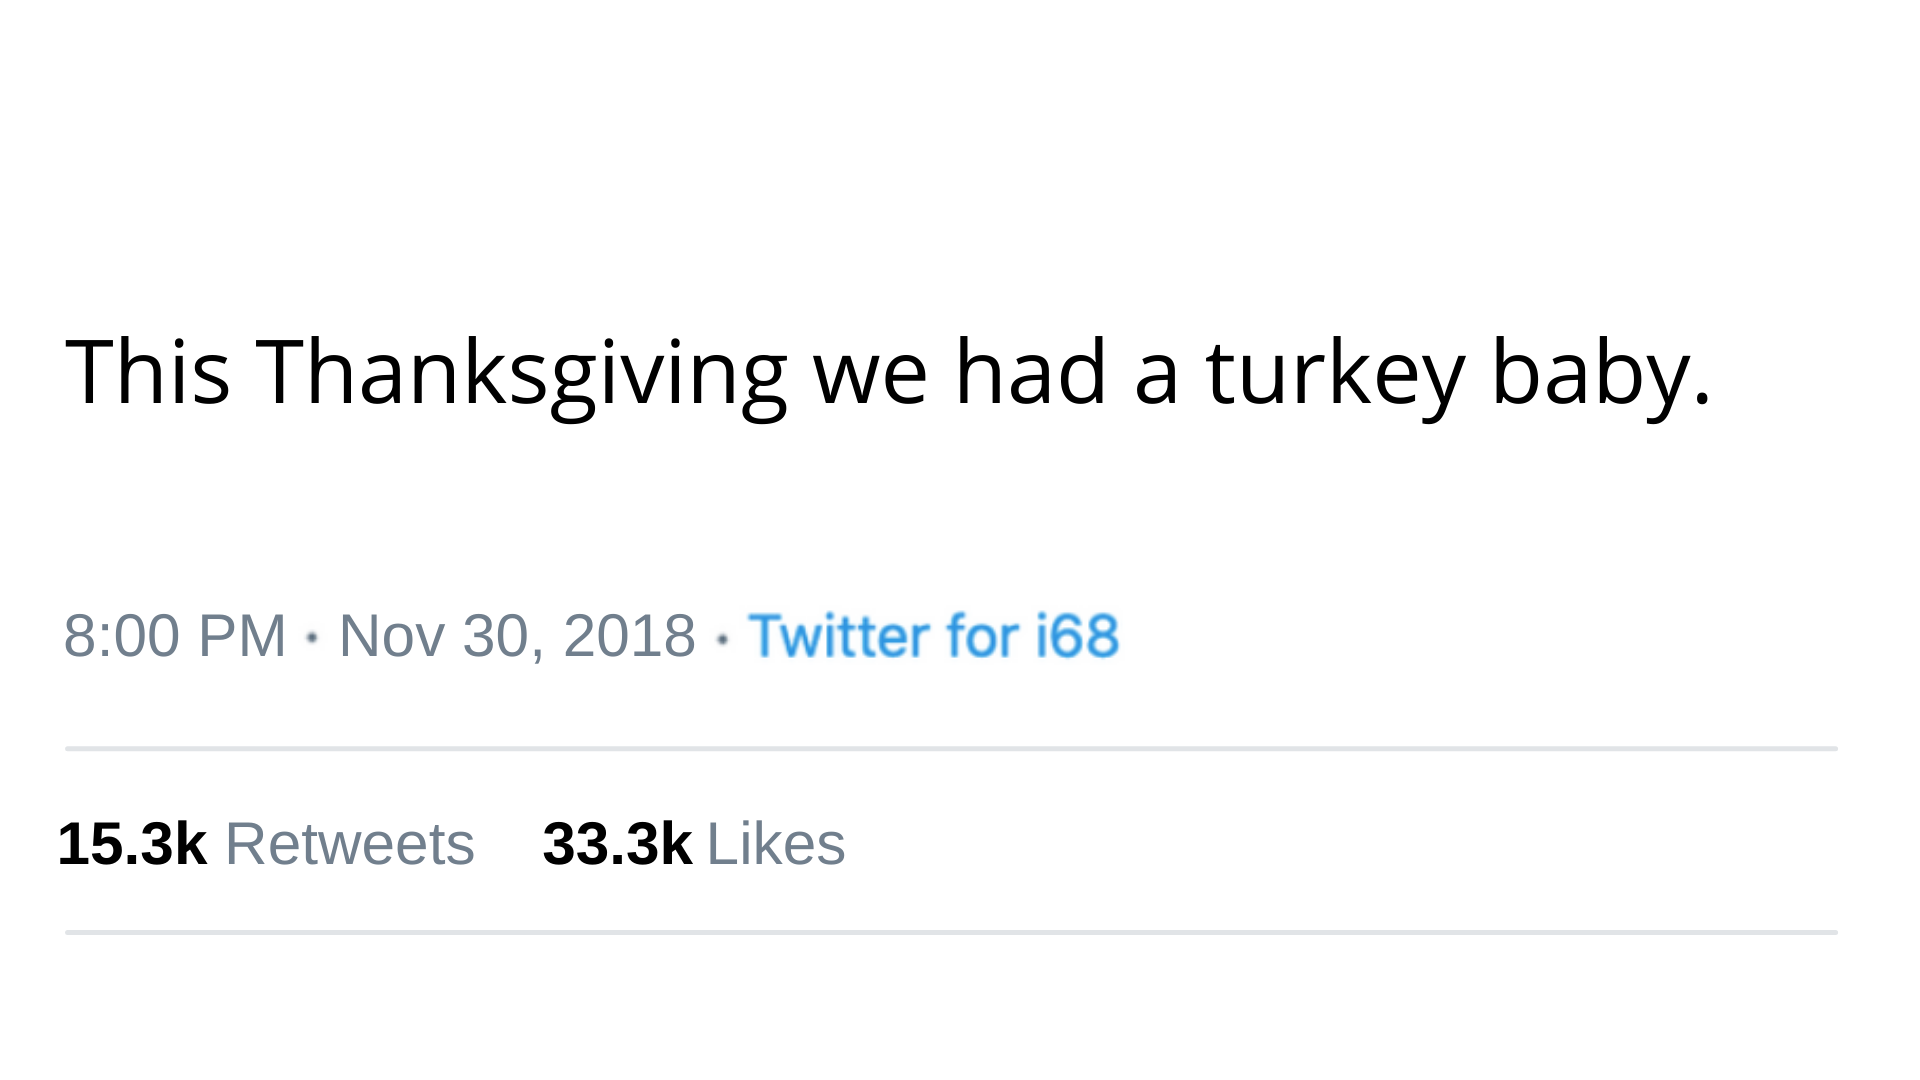 This Thanksgiving we had a turkey baby.
8:00 PM · Nov 30, 2018 · Twitter for i68
15.3k Retweets 33.3k Likes